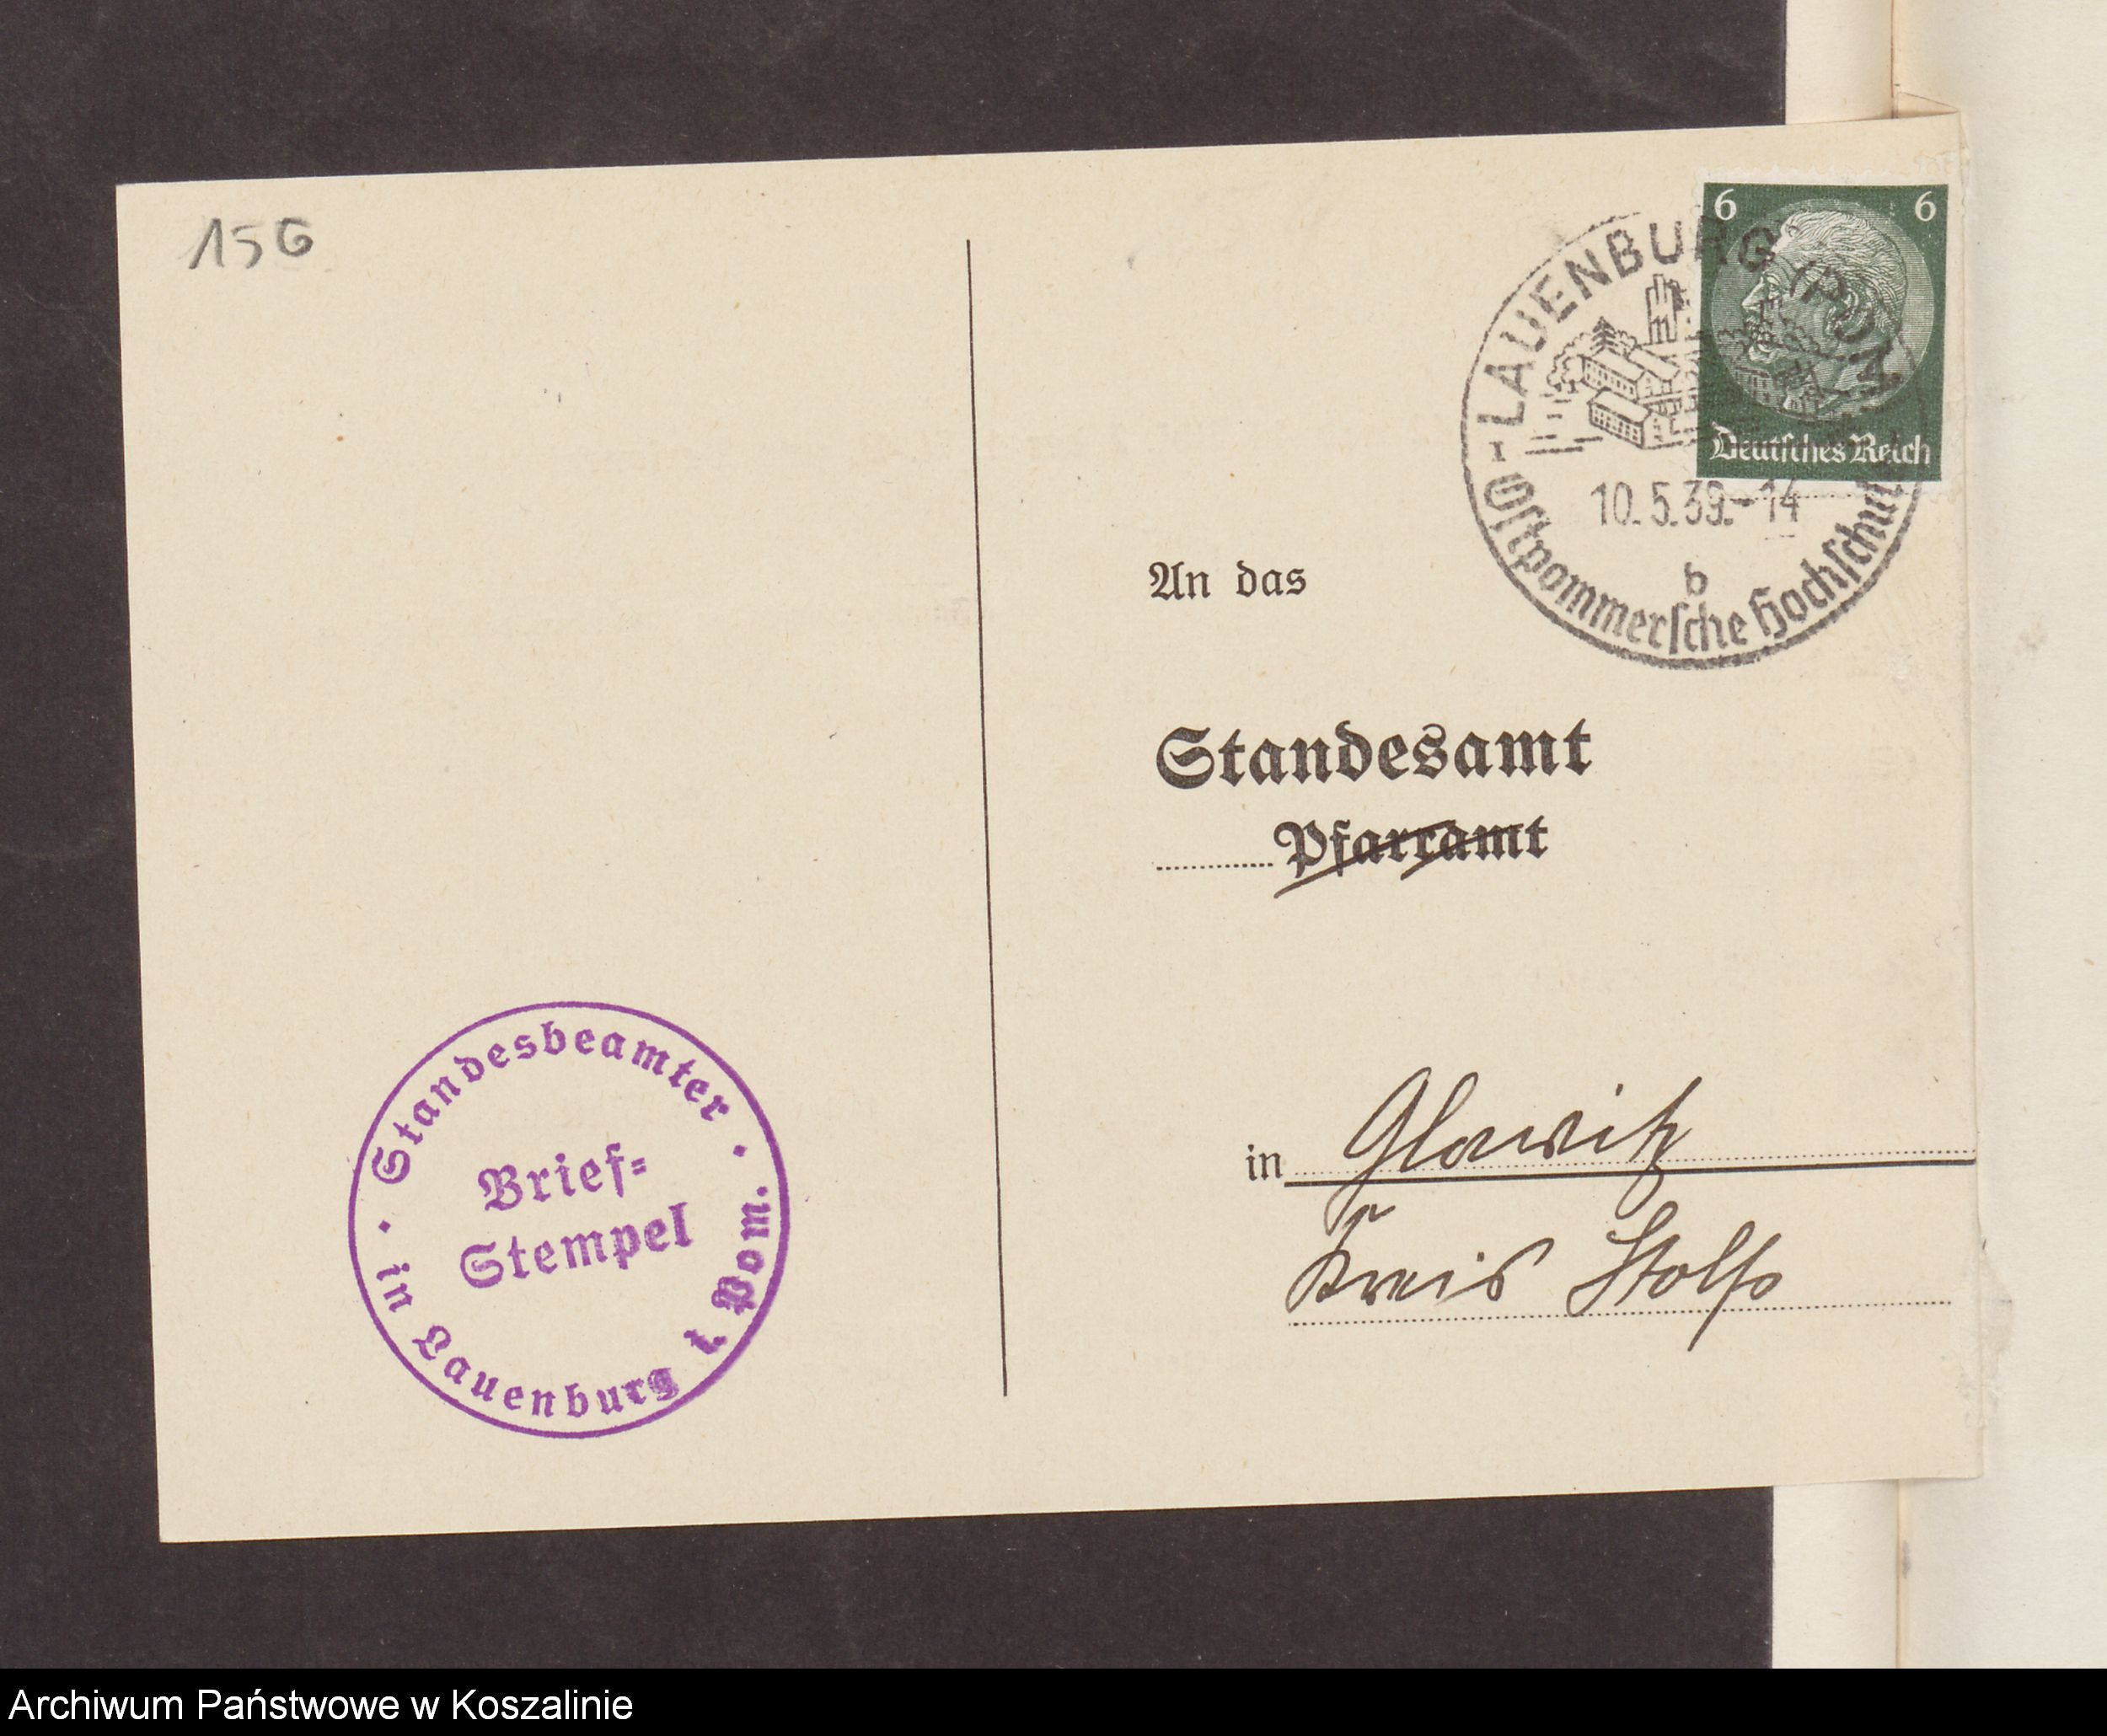 156
6 6
Deutsches Reich
LAUENBURG (POM
10.5.39.-14
b
Ostpommersche Hochschul
An das
Standesamt
Pfarramt
in Glowitz
Kreis Stolp
Standesbeamter
Brief=
Stempel
in Lauenburg i. Pom.
Archiwum Państwowe w Koszalinie